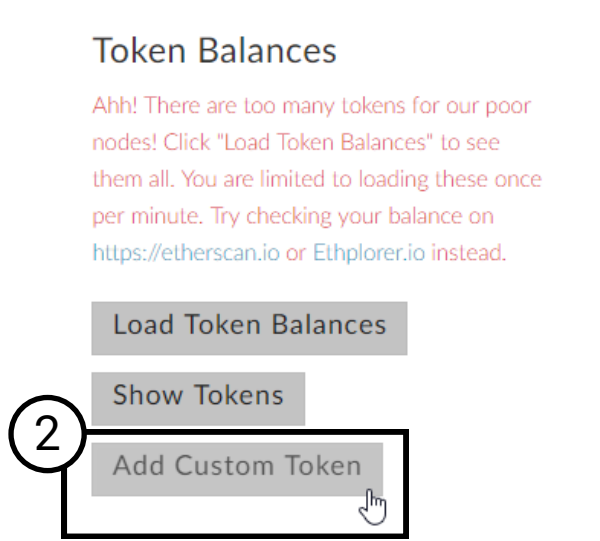 Token Balances
Ahh! There are too many tokens for our poor
nodes! Click "Load Token Balances" to see
them all. You are limited to loading these once
per minute. Try checking your balance on
https://etherscan.io or Ethplorer.io instead.
Load Token Balances
Show Tokens
2
Add Custom Token